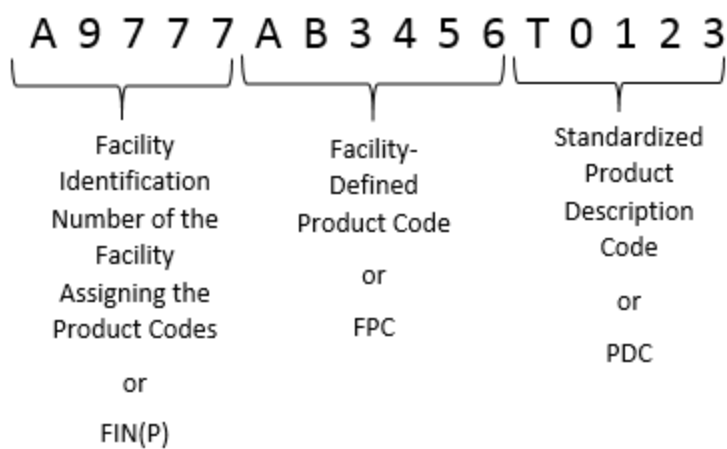 A 9 7 7 7 A B 3 4 5 6 T 0 1 2 3
Facility
Identification
Number of the
Facility
Assigning the
Product Codes
or
FIN(P)
Facility-
Defined
Product Code
or
FPC
Standardized
Product
Description
Code
or
PDC